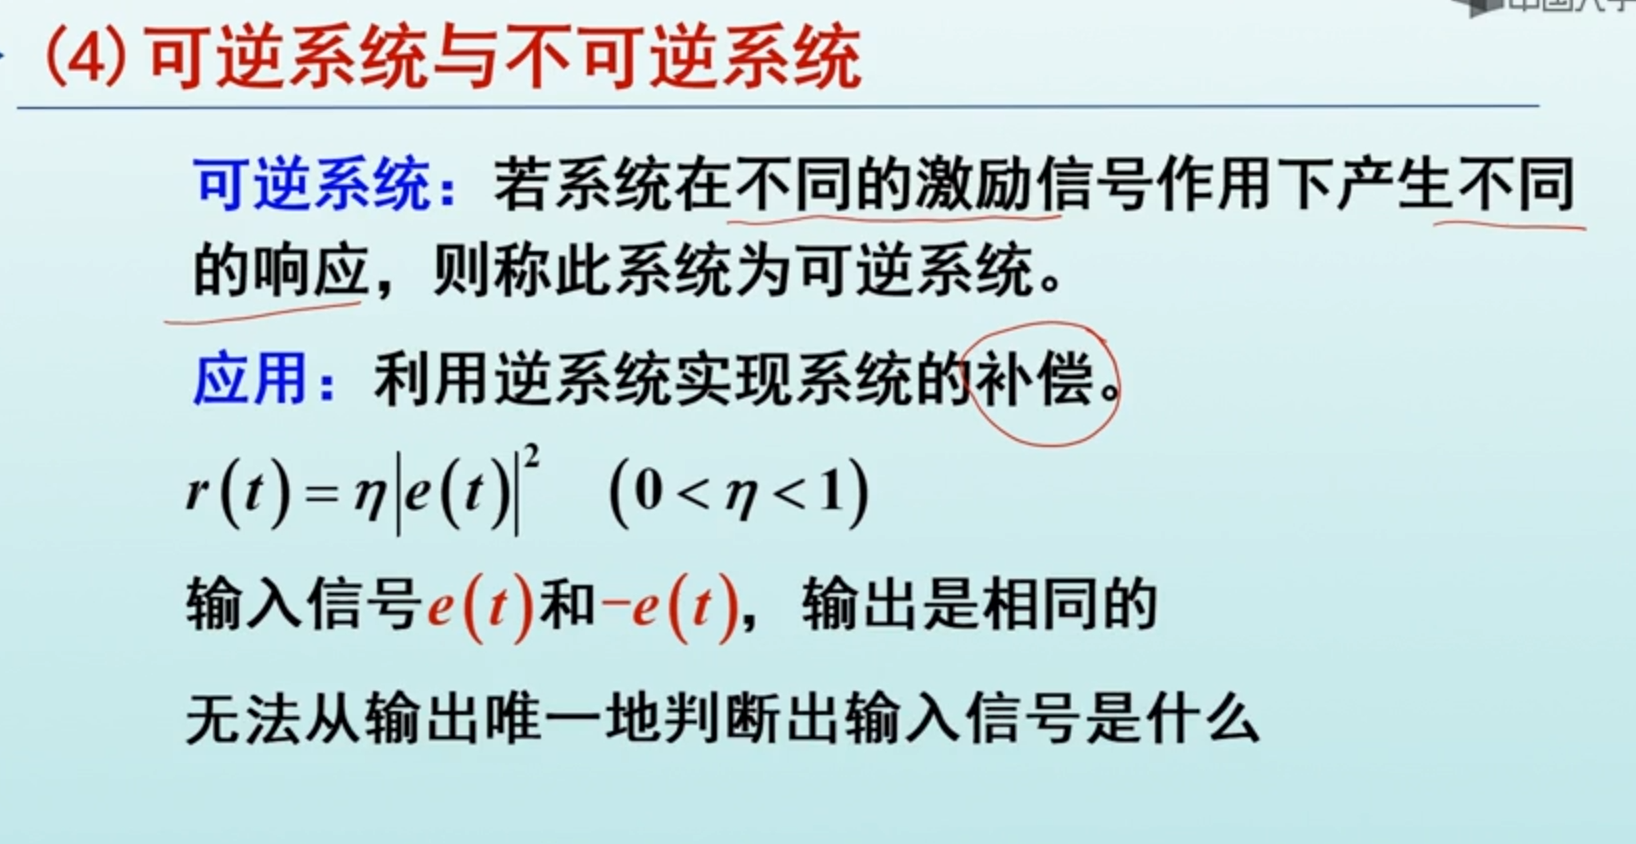 (4)可逆系统与不可逆系统
可逆系统：若系统在不同的激励信号作用下产生不同
的响应，则称此系统为可逆系统。
应用：利用逆系统实现系统的补偿。
r(t)=η|e(t)|² (0<η<1)
输入信号e(t)和-e(t)，输出是相同的
无法从输出唯一地判断出输入信号是什么